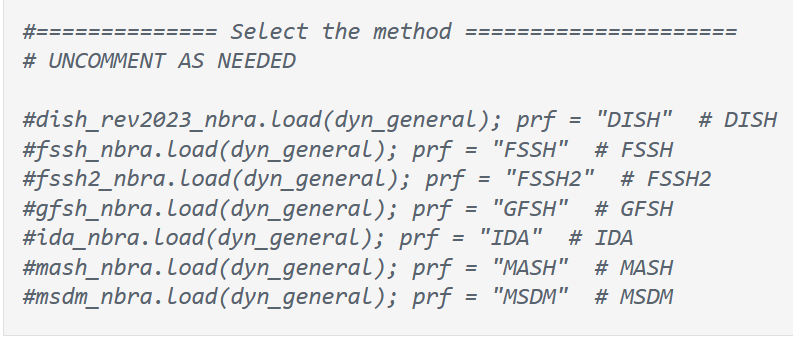 #============== Select the method =====================
# UNCOMMENT AS NEEDED
#dish_rev2023_nbra.load(dyn_general); prf = "DISH"  # DISH
#fssh_nbra.load(dyn_general); prf = "FSSH"  # FSSH
#fssh2_nbra.load(dyn_general); prf = "FSSH2"  # FSSH2
#gfsh_nbra.load(dyn_general); prf = "GFSH"  # GFSH
#ida_nbra.load(dyn_general); prf = "IDA"  # IDA
#mash_nbra.load(dyn_general); prf = "MASH"  # MASH
#msdm_nbra.load(dyn_general); prf = "MSDM"  # MSDM